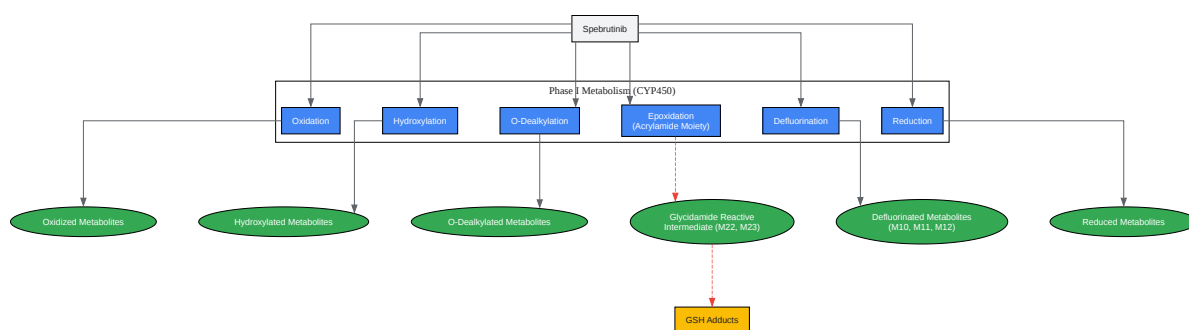 Spebrutinib
Phase I Metabolism (CYP450)
Oxidation
Hydroxylation
O-Dealkylation
Epoxidation
(Acrylamide Moiety)
Defluorination
Reduction
Oxidized Metabolites
Hydroxylated Metabolites
O-Dealkylated Metabolites
Glycidamide Reactive
Intermediate (M22, M23)
Defluorinated Metabolites
(M10, M11, M12)
Reduced Metabolites
GSH Adducts